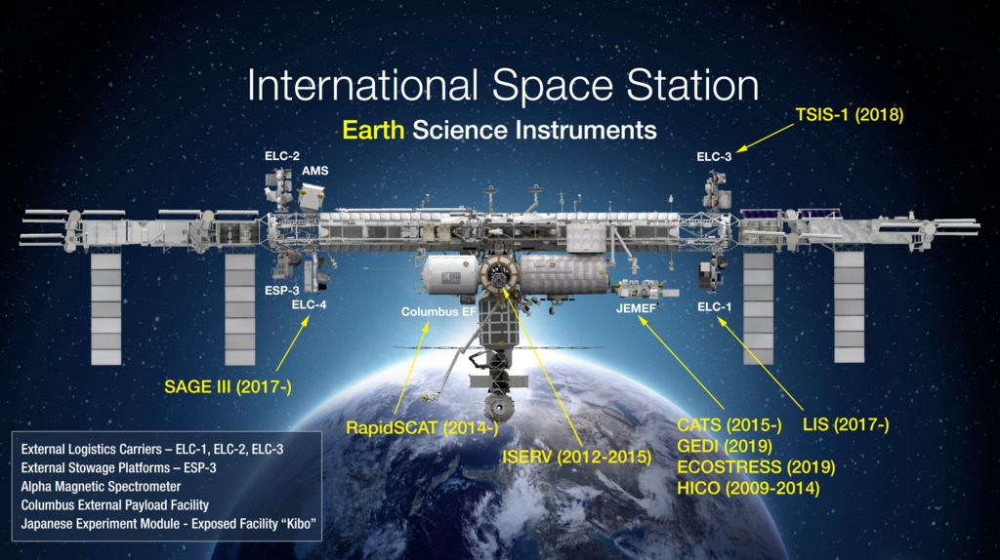 International Space Station
Earth Science Instruments
TSIS-1 (2018)
ELC-2
AMS
ELC-3
ESP-3
ELC-4
Columbus EF
JEMEF
ELC-1
SAGE III (2017-)
RapidSCAT (2014-)
ISERV (2012-2015)
CATS (2015-)
GEDI (2019)
ECOSTRESS (2019)
HICO (2009-2014)
LIS (2017-)
External Logistics Carriers – ELC-1, ELC-2, ELC-3
External Stowage Platforms – ESP-3
Alpha Magnetic Spectrometer
Columbus External Payload Facility
Japanese Experiment Module - Exposed Facility “Kibo”